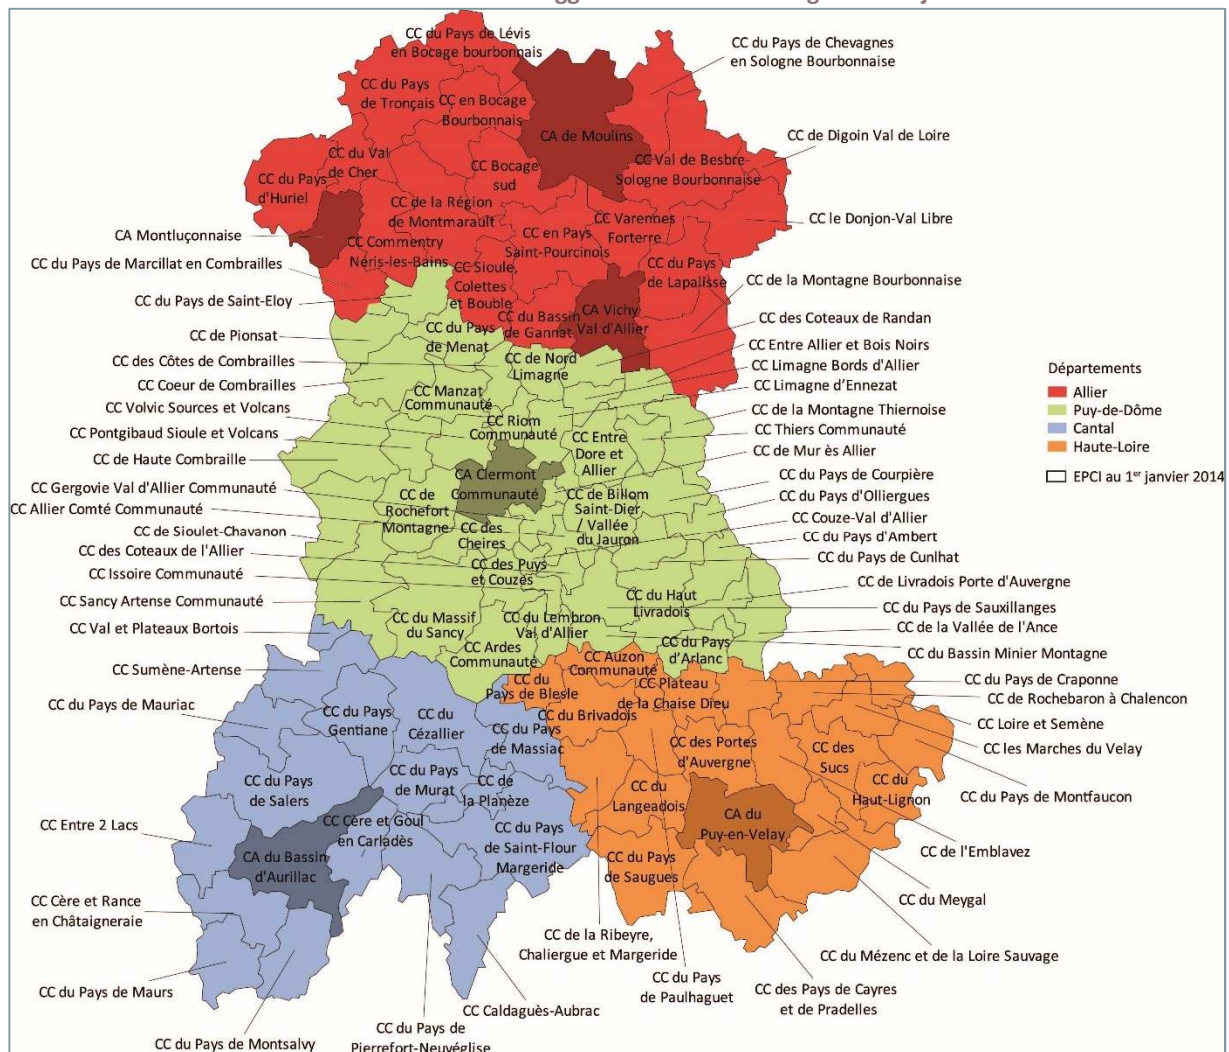 CC du Pays de Lévis
en Bocage bourbonnais
CC du Pays de Chevagnes
en Sologne Bourbonnaise
CC du Pays
de Tronçais
CC en Bocage
Bourbonnais
CA de Moulins
CC de Digoin Val de Loire
CC du Val
de Cher
CC Bocage
sud
CC Val de Besbre-
Sologne Bourbonnaise
CC du Pays
d'Huriel
CC de la Région
de Montmarault
CC Varennes
Forterre
CC le Donjon-Val Libre
CA Montluçonnaise
CC Commentry
Néris-les-Bains
CC en Pays
Saint-Pourcinois
CC du Pays de Marcillat en Combrailles
CC Sioule,
Colettes
et Bouble
CC du Pays
de Lapalisse
CC de la Montagne Bourbonnaise
CC du Pays de Saint-Eloy
CC du Bassin
de Gannat
CA Vichy
Val d'Allier
CC des Coteaux de Randan
CC de Pionsat
CC du Pays
de Menat
CC Entre Allier et Bois Noirs
CC des Côtes de Combrailles
CC de Nord
Limagne
CC Limagne Bords d'Allier
CC Coeur de Combrailles
CC Manzat
Communauté
CC Limagne d'Ennezat
CC Volvic Sources et Volcans
CC Riom
Communauté
CC de la Montagne Thiernoise
CC Pontgibaud Sioule et Volcans
CC Entre
Dore et
Allier
CC Thiers Communauté
CC de Haute Combraille
CC de Mur ès Allier
CC Gergovie Val d'Allier Communauté
CA Clermont
Communauté
CC du Pays de Courpière
CC Allier Comté Communauté
CC de
Rochefort
Montagne
CC de Billom
Saint-Dier
/ Vallée
du Jauron
CC du Pays d'Olliergues
CC de Sioulet-Chavanon
CC des
Cheires
CC Couze-Val d'Allier
CC des Coteaux de l'Allier
CC du Pays d'Ambert
CC Issoire Communauté
CC des Puys
et Couzes
CC du Pays de Cunlhat
CC Sancy Artense Communauté
CC du Haut
Livradois
CC de Livradois Porte d'Auvergne
CC Val et Plateaux Bortois
CC du Massif
du Sancy
CC du Lembron
Val d'Allier
CC du Pays de Sauxillanges
CC de la Vallée de l'Ance
CC Ardes
Communauté
CC du Pays
d'Arlanc
CC du Bassin Minier Montagne
Départements
Allier
Puy-de-Dôme
Cantal
Haute-Loire
EPCI au 1er janvier 2014
CC Sumène-Artense
CC du
Pays de Blesle
CC Auzon
Communauté
CC Plateau
de la Chaise Dieu
CC du Pays de Craponne
CC de Rochebaron à Chalencon
CC du Pays de Mauriac
CC du Pays
Gentiane
CC du
Cézallier
CC du Pays
de Massiac
CC du Brivadois
CC Loire et Semène
CC les Marches du Velay
CC des Portes
d'Auvergne
CC des
Sucs
CC du Pays
de Salers
CC du Pays
de Murat
CC de
la Planèze
CC du
Langeadois
CC du
Haut-Lignon
CC du Pays de Montfaucon
CC Entre 2 Lacs
CC Cère et Goul
en Carladès
CC du Pays
de Saint-Flour
Margeride
CA du
Puy-en-Velay
CC de l'Emblavez
CA du Bassin
d'Aurillac
CC du Pays
de Saugues
CC du Meygal
CC Cère et Rance
en Châtaigneraie
CC de la Ribeyre,
Chaliergue et Margeride
CC du Mézenc et de la Loire Sauvage
CC du Pays de Maurs
CC du Pays
de Paulhaguet
CC des Pays de Cayres
et de Pradelles
CC Caldaguès-Aubrac
CC du Pays de Montsalvy
CC du Pays de
Pierrefort-Neuvéglise